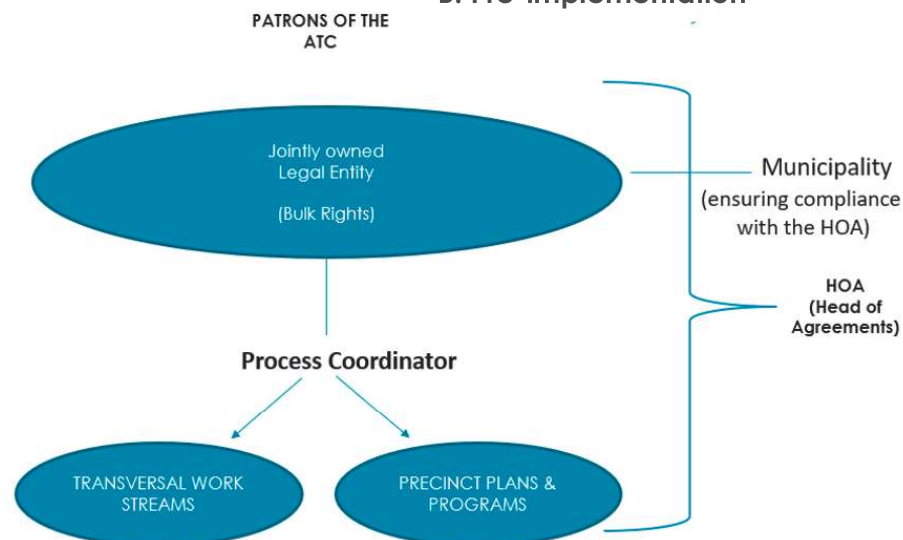 PATRONS OF THE
ATC
Jointly owned
Legal Entity
(Bulk Rights)
Municipality
(ensuring compliance
with the HOA)
HOA
(Head of
Agreements)
Process Coordinator
TRANSVERSAL WORK
STREAMS
PRECINCT PLANS &
PROGRAMS